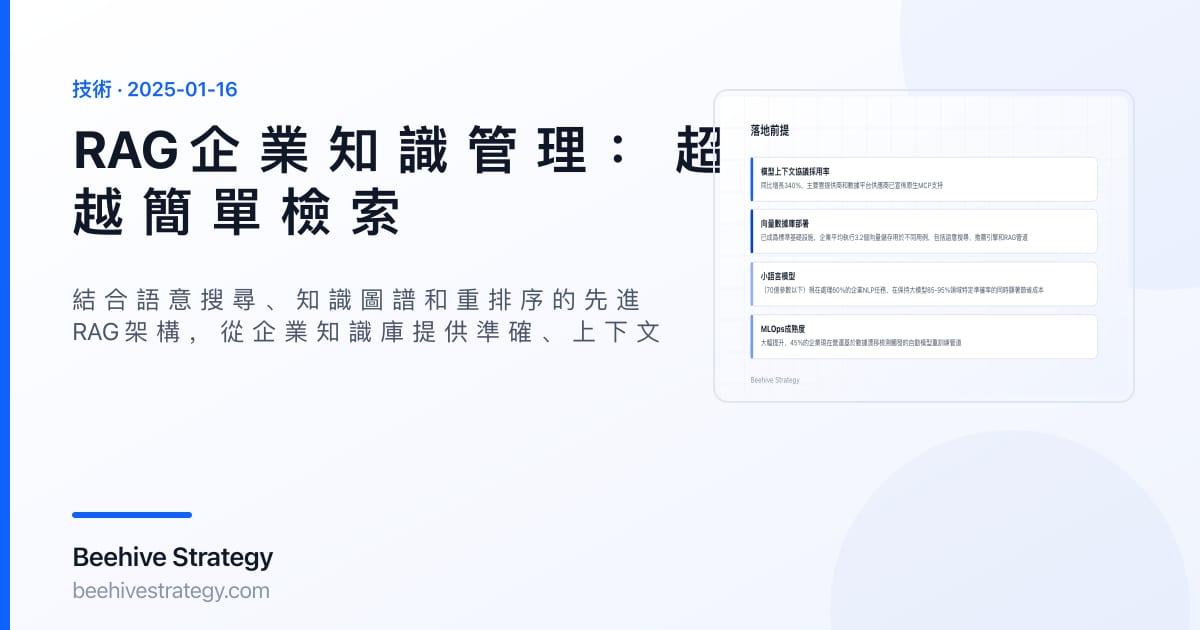 技術 · 2025-01-16
RAG企業知識管理：超
越簡單檢索
結合語意搜尋、知識圖譜和重排序的先進
RAG架構，從企業知識庫提供準確、上下文
Beehive Strategy
beehivestrategy.com
落地前提
模型上下文協議採用率
同比增長340%，主要雲提供商和數據平台供應商已宣佈原生MCP支持
向量數據庫部署
已成為標準基礎設施，企業平均執行3.2個向量儲存用於不同用例，包括語意搜尋、推薦引擎和RAG管道
小語言模型
（70億參數以下）現在處理60%的企業NLP任務，在保持大模型85-95%領域特定準確率的同時顯著節省成本
MLOps成熟度
大幅提升，45%的企業現在營運基於數據漂移檢測觸發的自動模型重訓練管道
Beehive Strategy